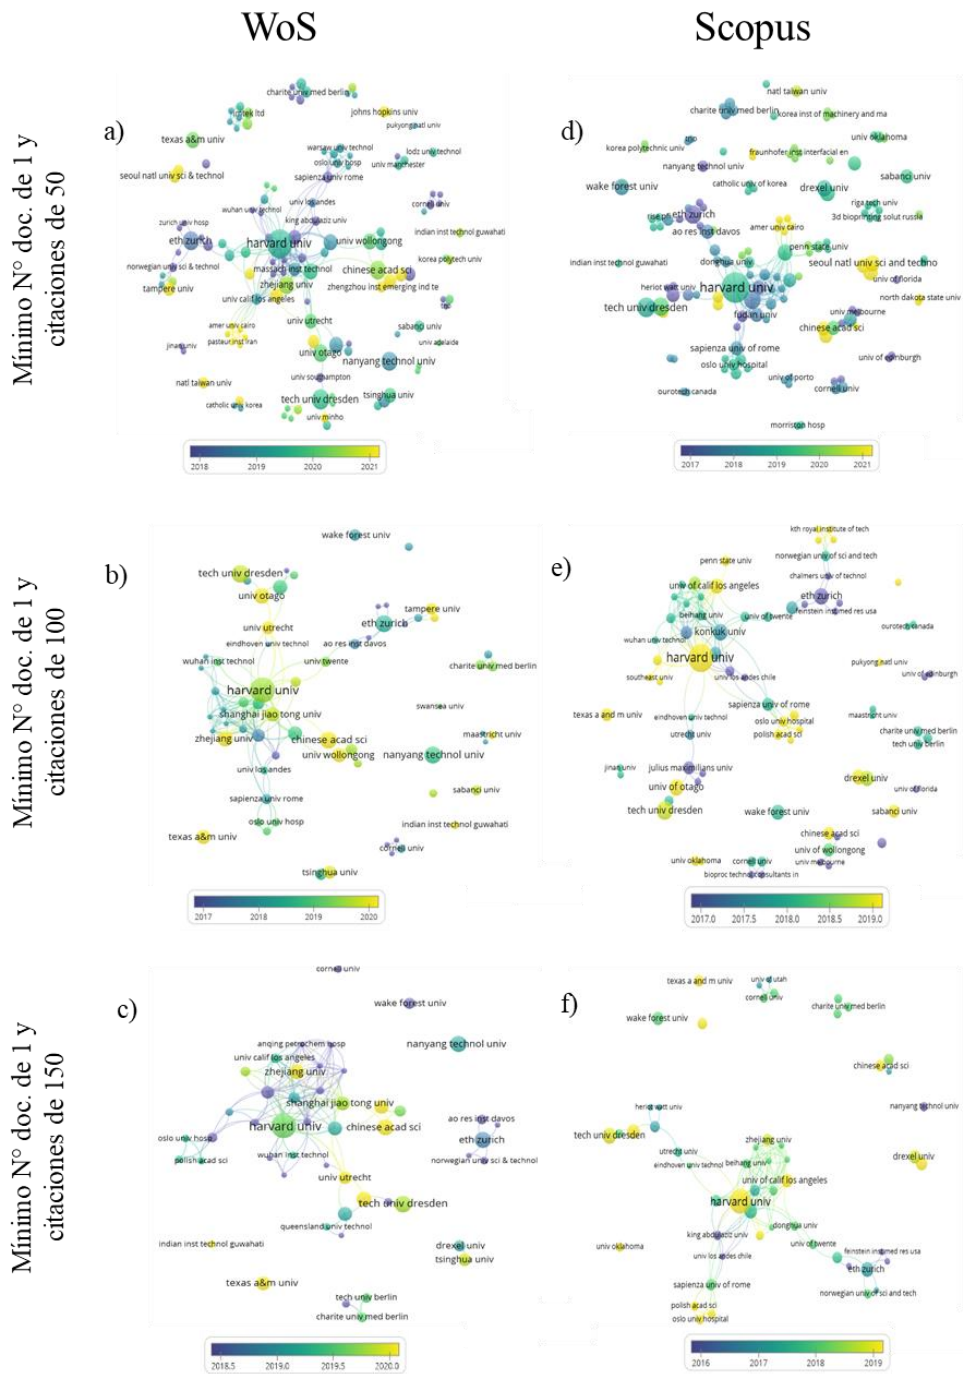 WoS
Scopus
Mínimo N° doc. de 1 y
citaciones de 50
a)
charite univ med berlin
johns hopkins univ
pukyong natl univ
texas a&m univ
warsaw univ technol
oslo univ hosp
lodz univ technol
univ manchester
seoul natl univ sci & technol
sapienza univ rome
univ losandes
cornell univ
wuhan univ technol
zurich univ hosp
king abdulaziz univ
eth zurich
harvard univ
univ wollongong
indian inst technol guwahati
norwegian univ sci & technol
massach inst technol
chinese acad sci
korea polytech univ
tampere univ
zhejiang univ
zhengzhou inst emerging ind te
univ calif los angeles
amer univ cairo
pasteur inst iran
univ utrecht
sabanci univ
jinan univ
univ otago
nanyang technol univ
univ adelaide
natl taiwan univ
univ southampton
catholic univ korea
tech univ dresden
tsinghua univ
univ minho
2018 2019 2020 2021
d)
natl taiwan univ
charite univ med berlin
korea inst of machinery and ma
korea polytechnic univ
fraunhofer inst interfacial en
univ oklahoma
nanyang technol univ
wake forest univ
catholic univ of korea
drexel univ
sabanci univ
riga tech univ
eth zurich
3d bioprinting solut russia
ao res inst davos
amer univ cairo
penn state univ
indian inst technol guwahati
donghua univ
seoul natl univ sci and techno
heriot watt univ
harvard univ
univ of florida
tech univ dresden
fudan univ
north dakota state univ
univ melbourne
chinese acad sci
sapienza univ of rome
oslo univ hospital
univ of edinburgh
univ of porto
cornell univ
ourotech canada
morriston hosp
2017 2018 2019 2020 2021
Mínimo N° doc. de 1 y
citaciones de 100
b)
wake forest univ
tech univ dresden
univ otago
tampere univ
eth zurich
univ utrecht
eindhoven univ technol
ao res inst davos
wuhan inst technol
univ twente
charite univ med berlin
harvard univ
shanghai jiao tong univ
swansea univ
zhejiang univ
chinese acad sci
univ wollongong
maastricht univ
nanyang technol univ
univ los andes
sabanci univ
sapienza univ rome
oslo univ hosp
indian inst technol guwahati
texas a&m univ
cornell univ
tsinghua univ
2017 2018 2019 2020
e)
kth royal institute of tech
norwegian univ of sci and tech
penn state univ
chalmers univ of technol
univ of calif los angeles
eth zurich
feinstein inst med res usa
beihang univ
univ of twente
wuhan univ technol
konkuk univ
ourotech canada
harvard univ
pukyong natl univ
southeast univ
univ los andes chile
univ of edinburgh
sapienza univ of rome
texas a and m univ
eindhoven univ technol
oslo univ hospital
maastricht univ
utrecht univ
polish acad sci
charite univ med berlin
tech univ berlin
jinan univ
julius maximilians univ
univ of otago
drexel univ
univ of florida
tech univ dresden
wake forest univ
sabanci univ
chinese acad sci
univ of wollongong
univ oklahoma
cornell univ
univ melbourne
bioproc technol consultants in
2017.0 2017.5 2018.0 2018.5 2019.0
Mínimo N° doc. de 1 y
citaciones de 150
c)
cornell univ
wake forest univ
anqing petrochem hosp
nanyang technol univ
univ calif los angeles
zhejiang univ
shanghai jiao tong univ
harvard univ
chinese acad sci
ao res inst davos
eth zurich
oslo univ hosp
polish acad sci
wuhan inst technol
norwegian univ sci & technol
univ utrecht
tech univ dresden
queensland univ technol
indian inst technol guwahati
drexel univ
tsinghua univ
texas a&m univ
tech univ berlin
charite univ med berlin
2018.5 2019.0 2019.5 2020.0
f)
texas a and m univ
univ of utah
cornell univ
charite univ med berlin
wake forest univ
chinese acad sci
heriot watt univ
nanyang technol univ
tech univ dresden
zhejiang univ
utrecht univ
eindhoven univ technol
beihang univ
drexel univ
univ of calif los angeles
harvard univ
donghua univ
king abdulaziz univ
univ of twente
univ oklahoma
univ los andes chile
feinstein inst med res usa
eth zurich
sapienza univ of rome
norwegian univ of sci and tech
polish acad sci
oslo univ hospital
2016 2017 2018 2019